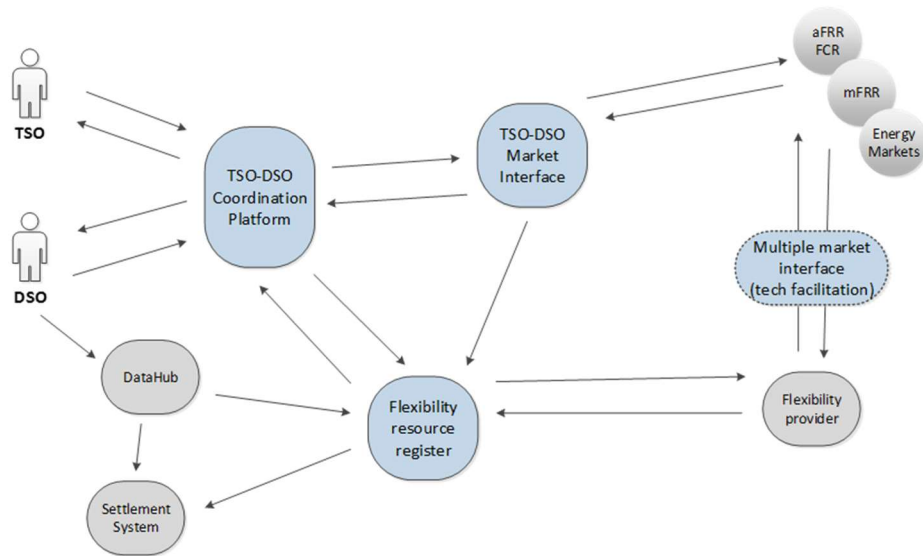 aFRR
FCR
mFRR
Energy
Markets
TSO
TSO-DSO
Coordination
Platform
TSO-DSO
Market
Interface
Multiple market
interface
(tech facilitation)
DSO
DataHub
Flexibility
resource
register
Flexibility
provider
Settlement
System